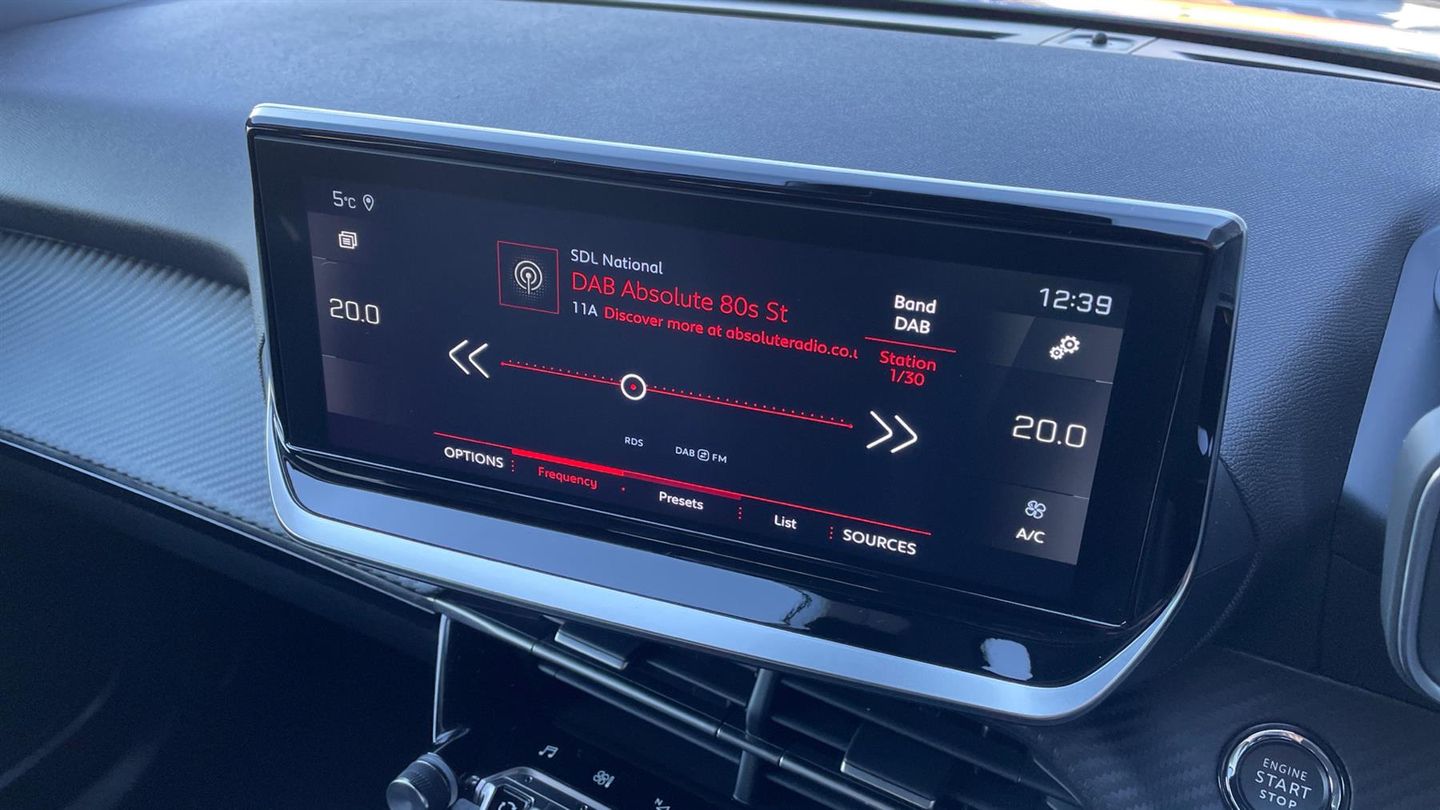 5°C
20.0
SDL National
DAB Absolute 80s St
11A Discover more at absoluteradio.co.u
Band
DAB
Station
1/30
12:39
20.0
A/C
RDS
DAB FM
OPTIONS
Frequency
Presets
List
SOURCES
N
ENGINE
START
STOP